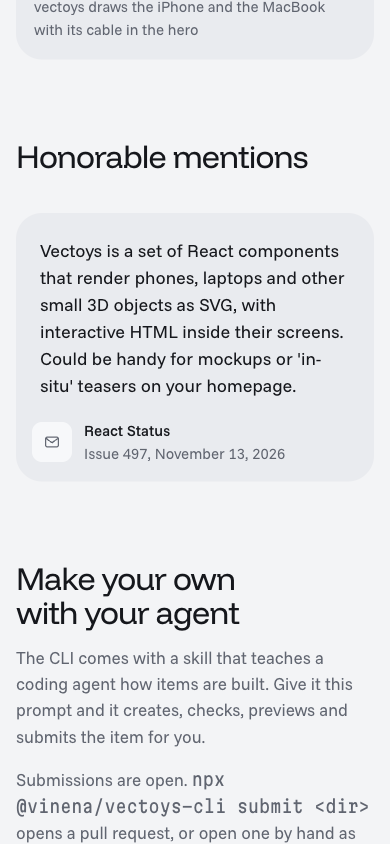 vectoys draws the iPhone and the MacBook
with its cable in the hero
Honorable mentions
Vectoys is a set of React components
that render phones, laptops and other
small 3D objects as SVG, with
interactive HTML inside their screens.
Could be handy for mockups or 'in-
situ' teasers on your homepage.
React Status
Issue 497, November 13, 2026
Make your own
with your agent
The CLI comes with a skill that teaches a
coding agent how items are built. Give it this
prompt and it creates, checks, previews and
submits the item for you.
Submissions are open. npx
@vinena/vectoys-cli submit <dir>
opens a pull request, or open one by hand as